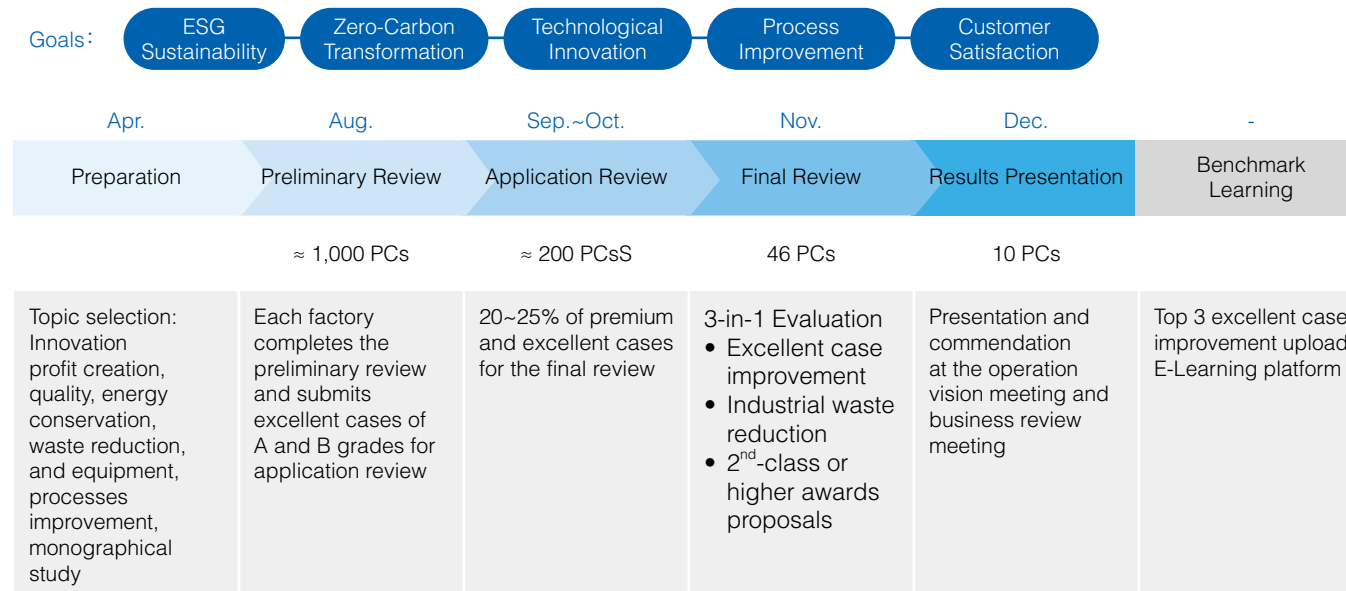 Goals:
ESG
Sustainability
Zero-Carbon
Transformation
Technological
Innovation
Process
Improvement
Customer
Satisfaction
Apr.
Aug.
Sep.~Oct.
Nov.
Dec.
-
Preparation
Preliminary Review
Application Review
Final Review
Results Presentation
Benchmark
Learning
≈ 1,000 PCs
≈ 200 PCsS
46 PCs
10 PCs
Topic selection:
Innovation
profit creation,
quality, energy
conservation,
waste reduction,
and equipment,
processes
improvement,
monographical
study
Each factory
completes the
preliminary review
and submits
excellent cases of
A and B grades for
application review
20~25% of premium
and excellent cases
for the final review
3-in-1 Evaluation
• Excellent case
improvement
• Industrial waste
reduction
• 2nd-class or
higher awards
proposals
Presentation and
commendation
at the operation
vision meeting and
business review
meeting
Top 3 excellent case
improvement upload
E-Learning platform